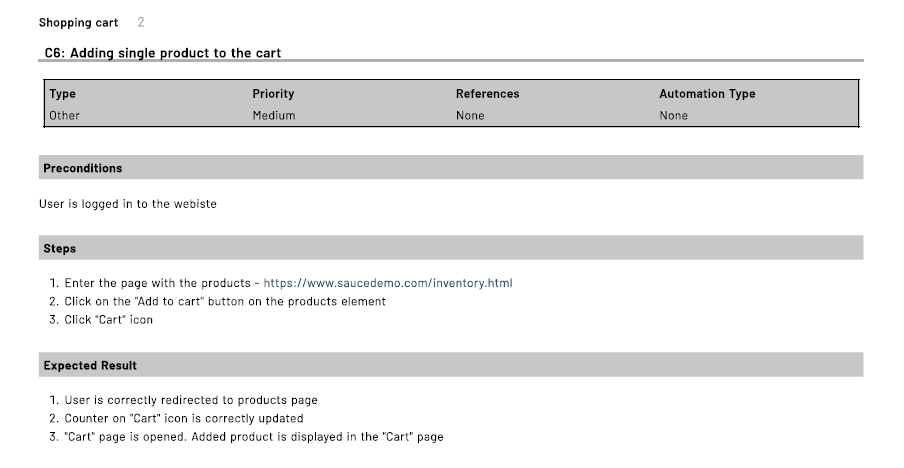 Shopping cart 2
C6: Adding single product to the cart
Type Priority References Automation Type
Other Medium None None
Preconditions
User is logged in to the webiste
Steps
1. Enter the page with the products - https://www.saucedemo.com/inventory.html
2. Click on the "Add to cart" button on the products element
3. Click "Cart" icon
Expected Result
1. User is correctly redirected to products page
2. Counter on "Cart" icon is correctly updated
3. "Cart" page is opened. Added product is displayed in the "Cart" page